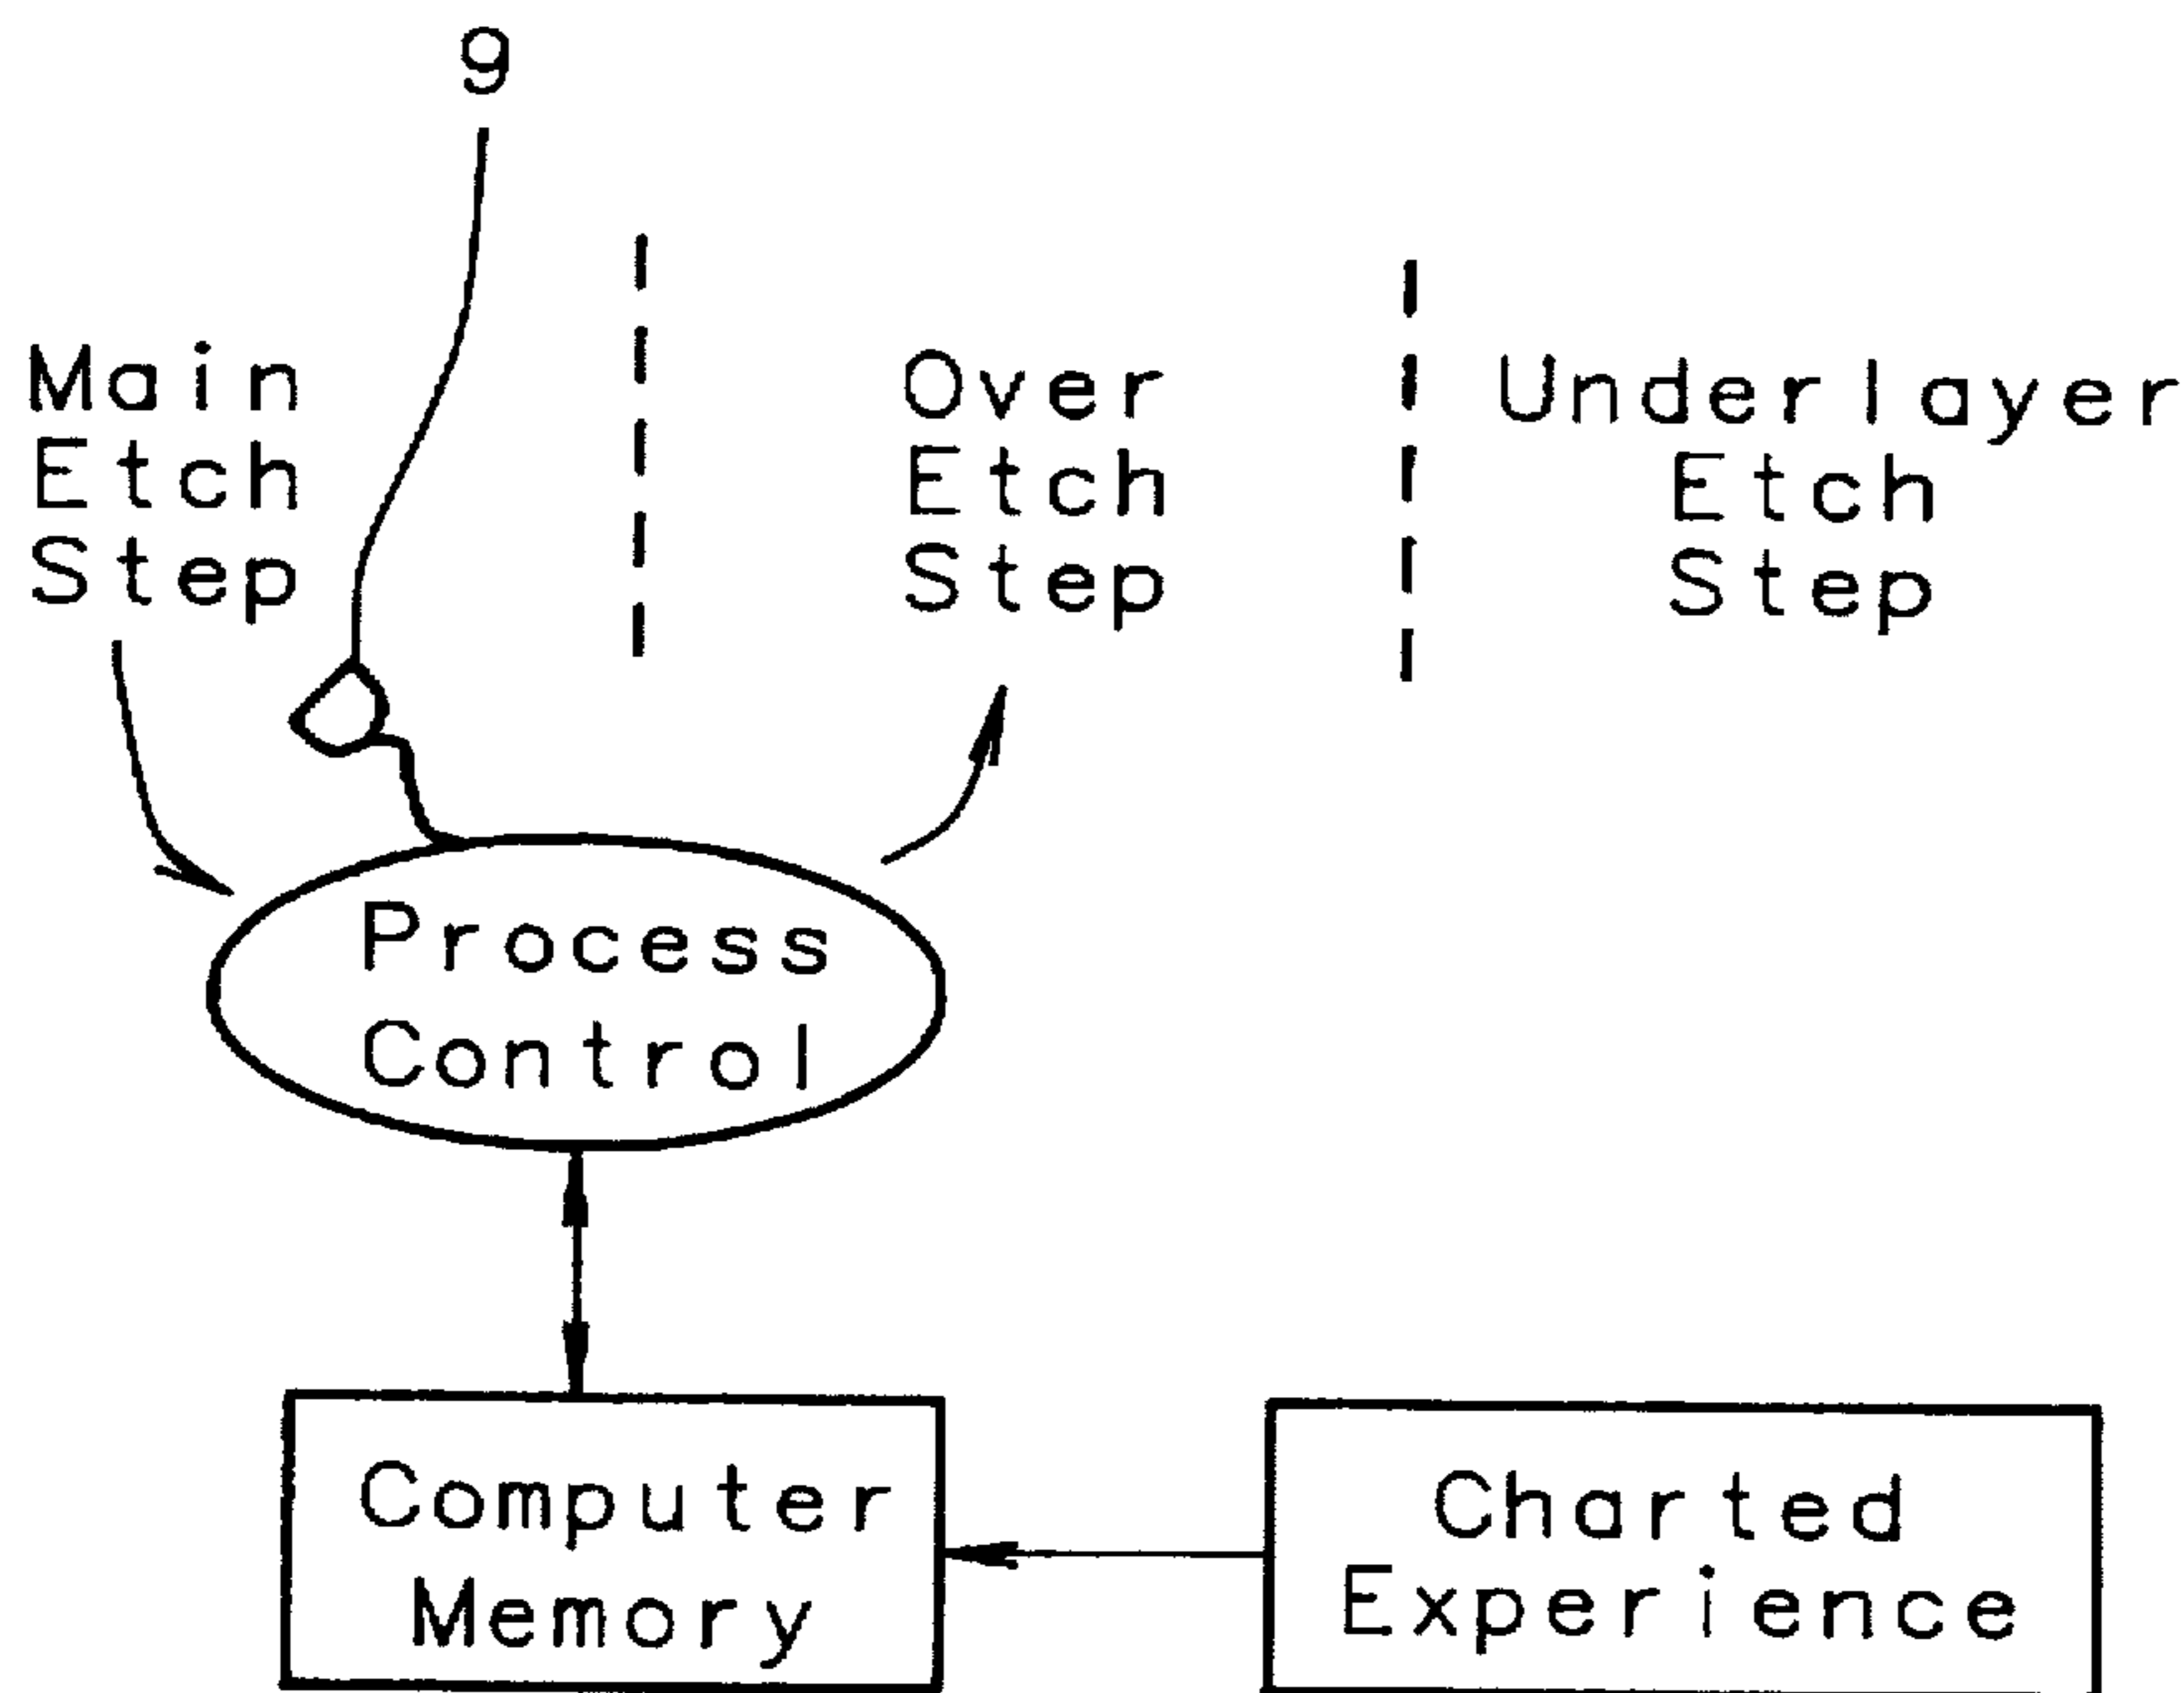 9
Main
Etch
Step
Over
Etch
Step
Underlayer
Etch
Step
Process
Control
Computer
Memory
Charted
Experience